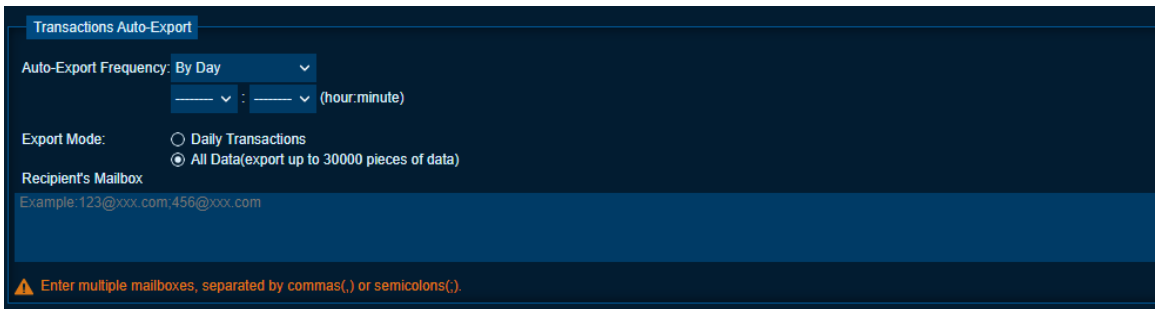 Transactions Auto-Export
Auto-Export Frequency: By Day
-------- : -------- (hour:minute)
Export Mode: Daily Transactions
All Data(export up to 30000 pieces of data)
Recipient's Mailbox
Example:123@xxx.com;456@xxx.com
Enter multiple mailboxes, separated by commas(,) or semicolons(;).